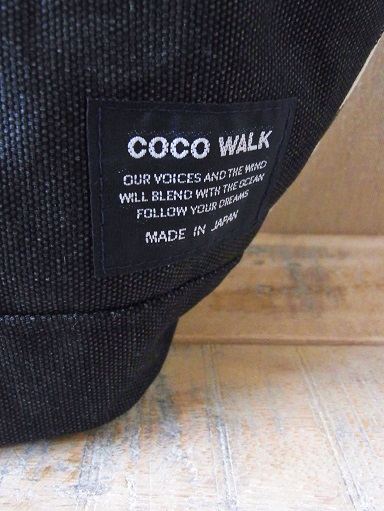 COCO WALK
OUR VOICES AND THE WIND
WILL BLEND WITH THE OCEAN
FOLLOW YOUR DREAMS
MADE IN JAPAN